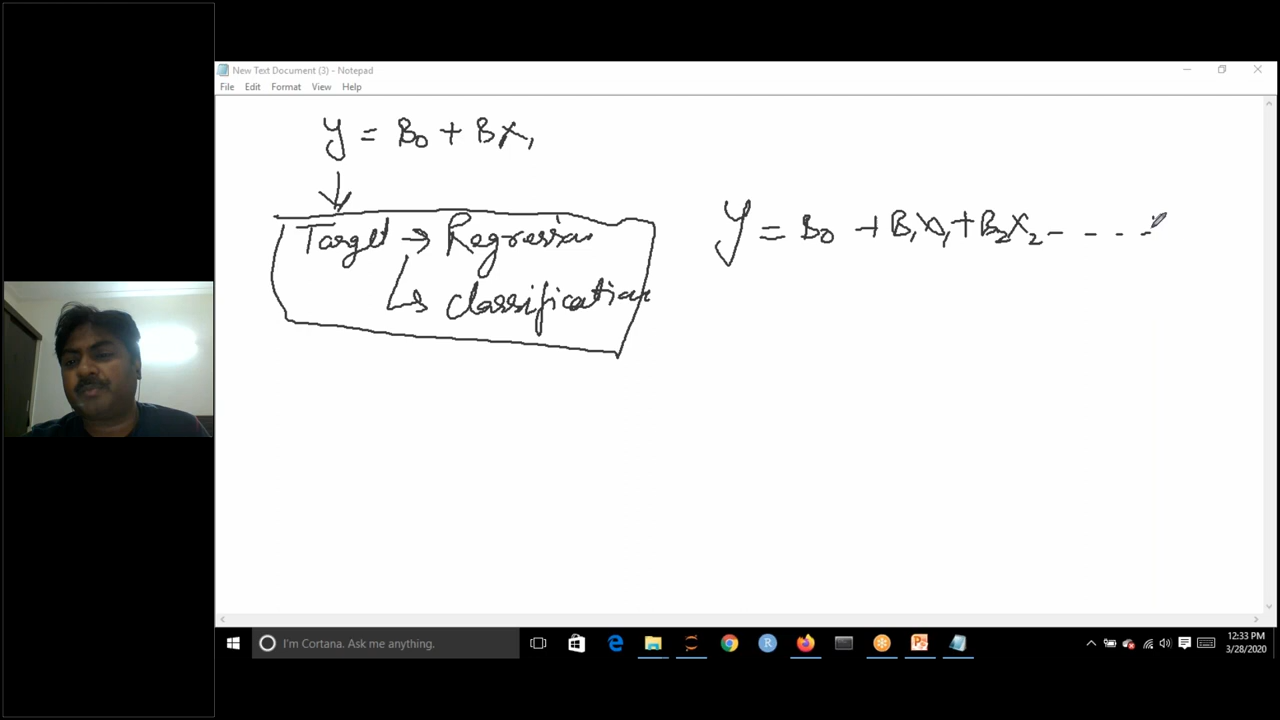 New Text Document (3) - Notepad
File Edit Format View Help
y = B0 + BX1
Target → Regression
↳ classification
y = B0 + B1X1 + B2X2 - - - - -
I'm Cortana. Ask me anything.
12:33 PM
3/28/2020